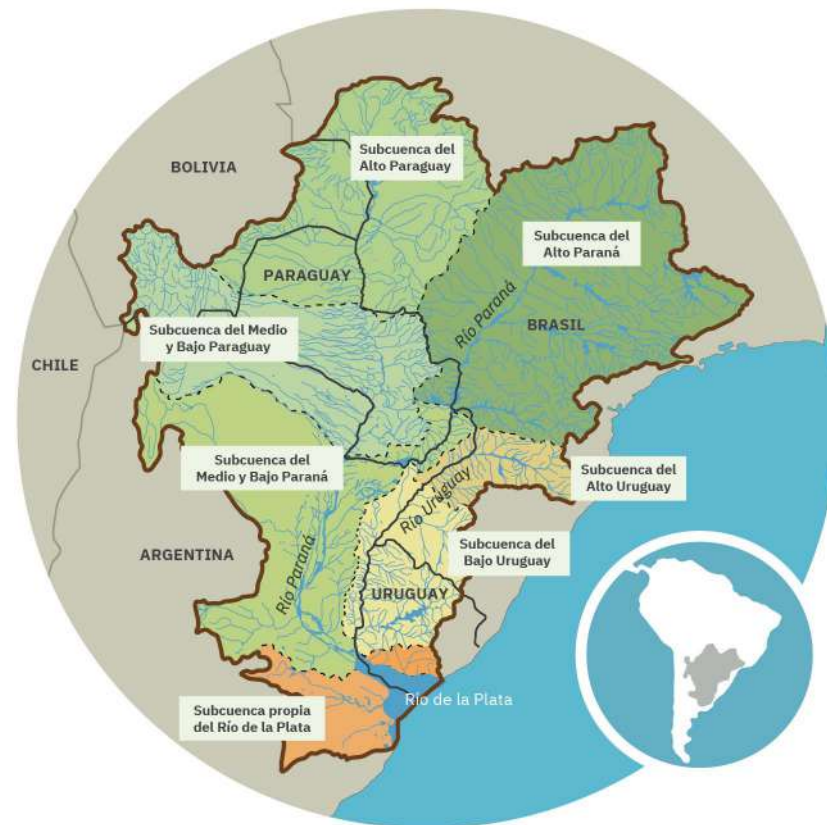 Subcuenca del
Alto Paraguay
BOLIVIA
Subcuenca del
Alto Paraná
PARAGUAY
Río Paraná
BRASIL
Subcuenca del Medio
y Bajo Paraguay
CHILE
Subcuenca del
Medio y Bajo Paraná
Subcuenca del
Alto Uruguay
Río Uruguay
ARGENTINA
Subcuenca del
Bajo Uruguay
Río Paraná
URUGUAY
Río de la Plata
Subcuenca propia
del Río de la Plata